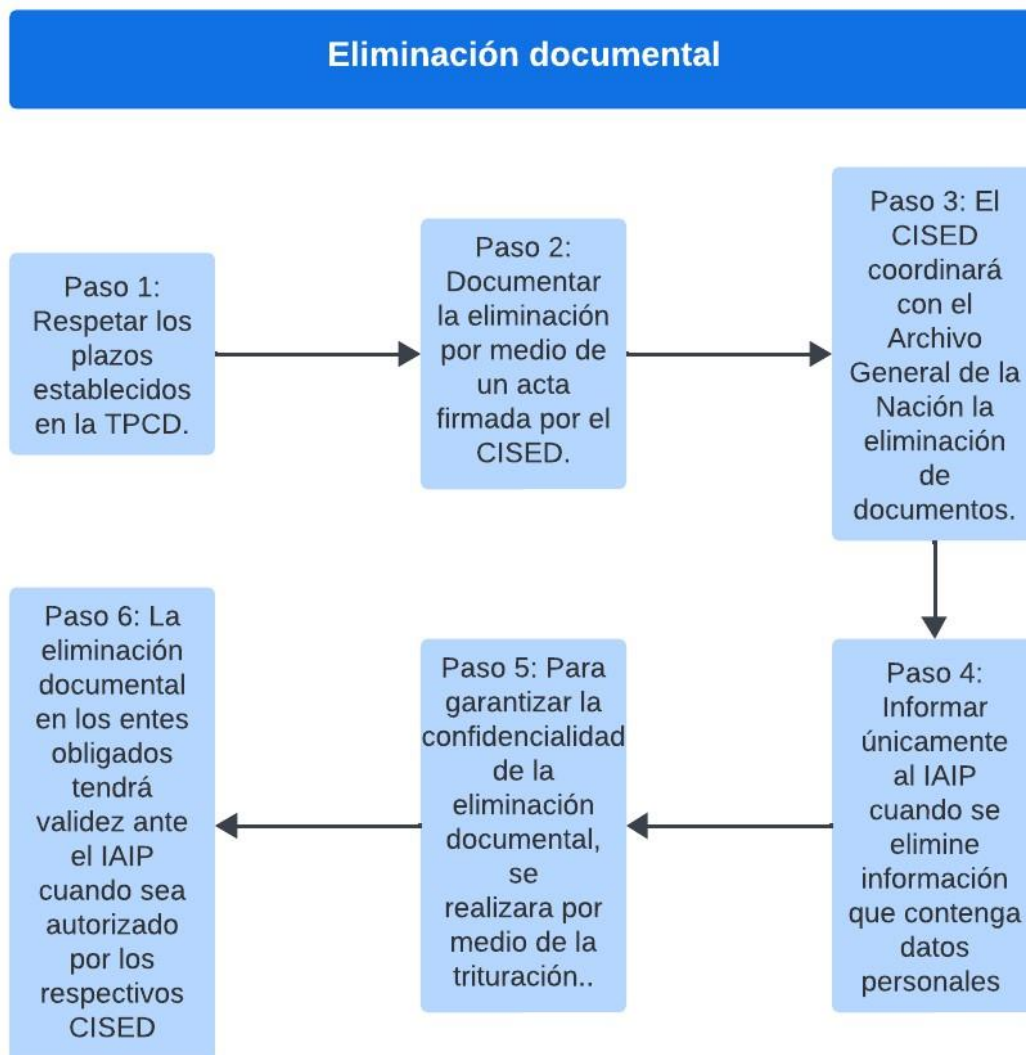 Eliminación documental
Paso 1:
Respetar los
plazos
establecidos
en la TPCD.
Paso 2:
Documentar
la eliminación
por medio de
un acta
firmada por el
CISED.
Paso 3: El
CISED
coordinará
con el
Archivo
General de la
Nación la
eliminación
de
documentos.
Paso 4:
Informar
únicamente
al IAIP
cuando se
elimine
información
que contenga
datos
personales
Paso 5: Para
garantizar la
confidencialidad
de la
eliminación
documental,
se
realizara por
medio de la
trituración..
Paso 6: La
eliminación
documental
en los entes
obligados
tendrá
validez ante
el IAIP
cuando sea
autorizado
por los
respectivos
CISED